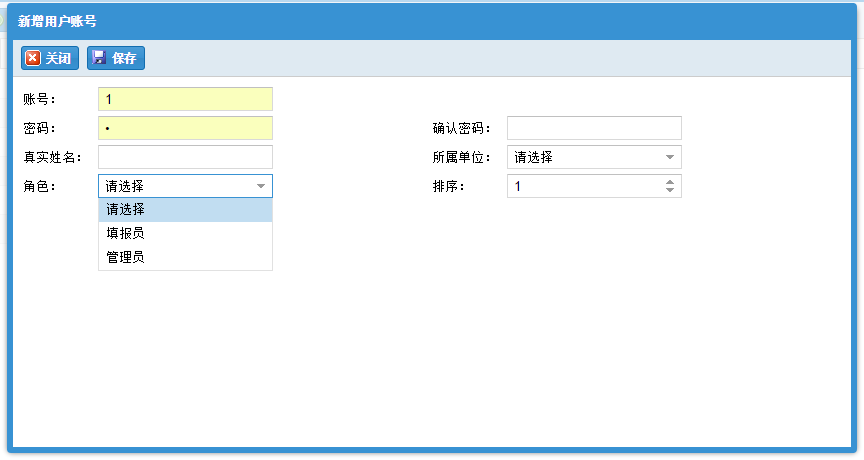 新增用户账号
关闭 保存
账号： 1
密码： • 确认密码：
真实姓名： 所属单位： 请选择
角色： 请选择 排序： 1
请选择
填报员
管理员